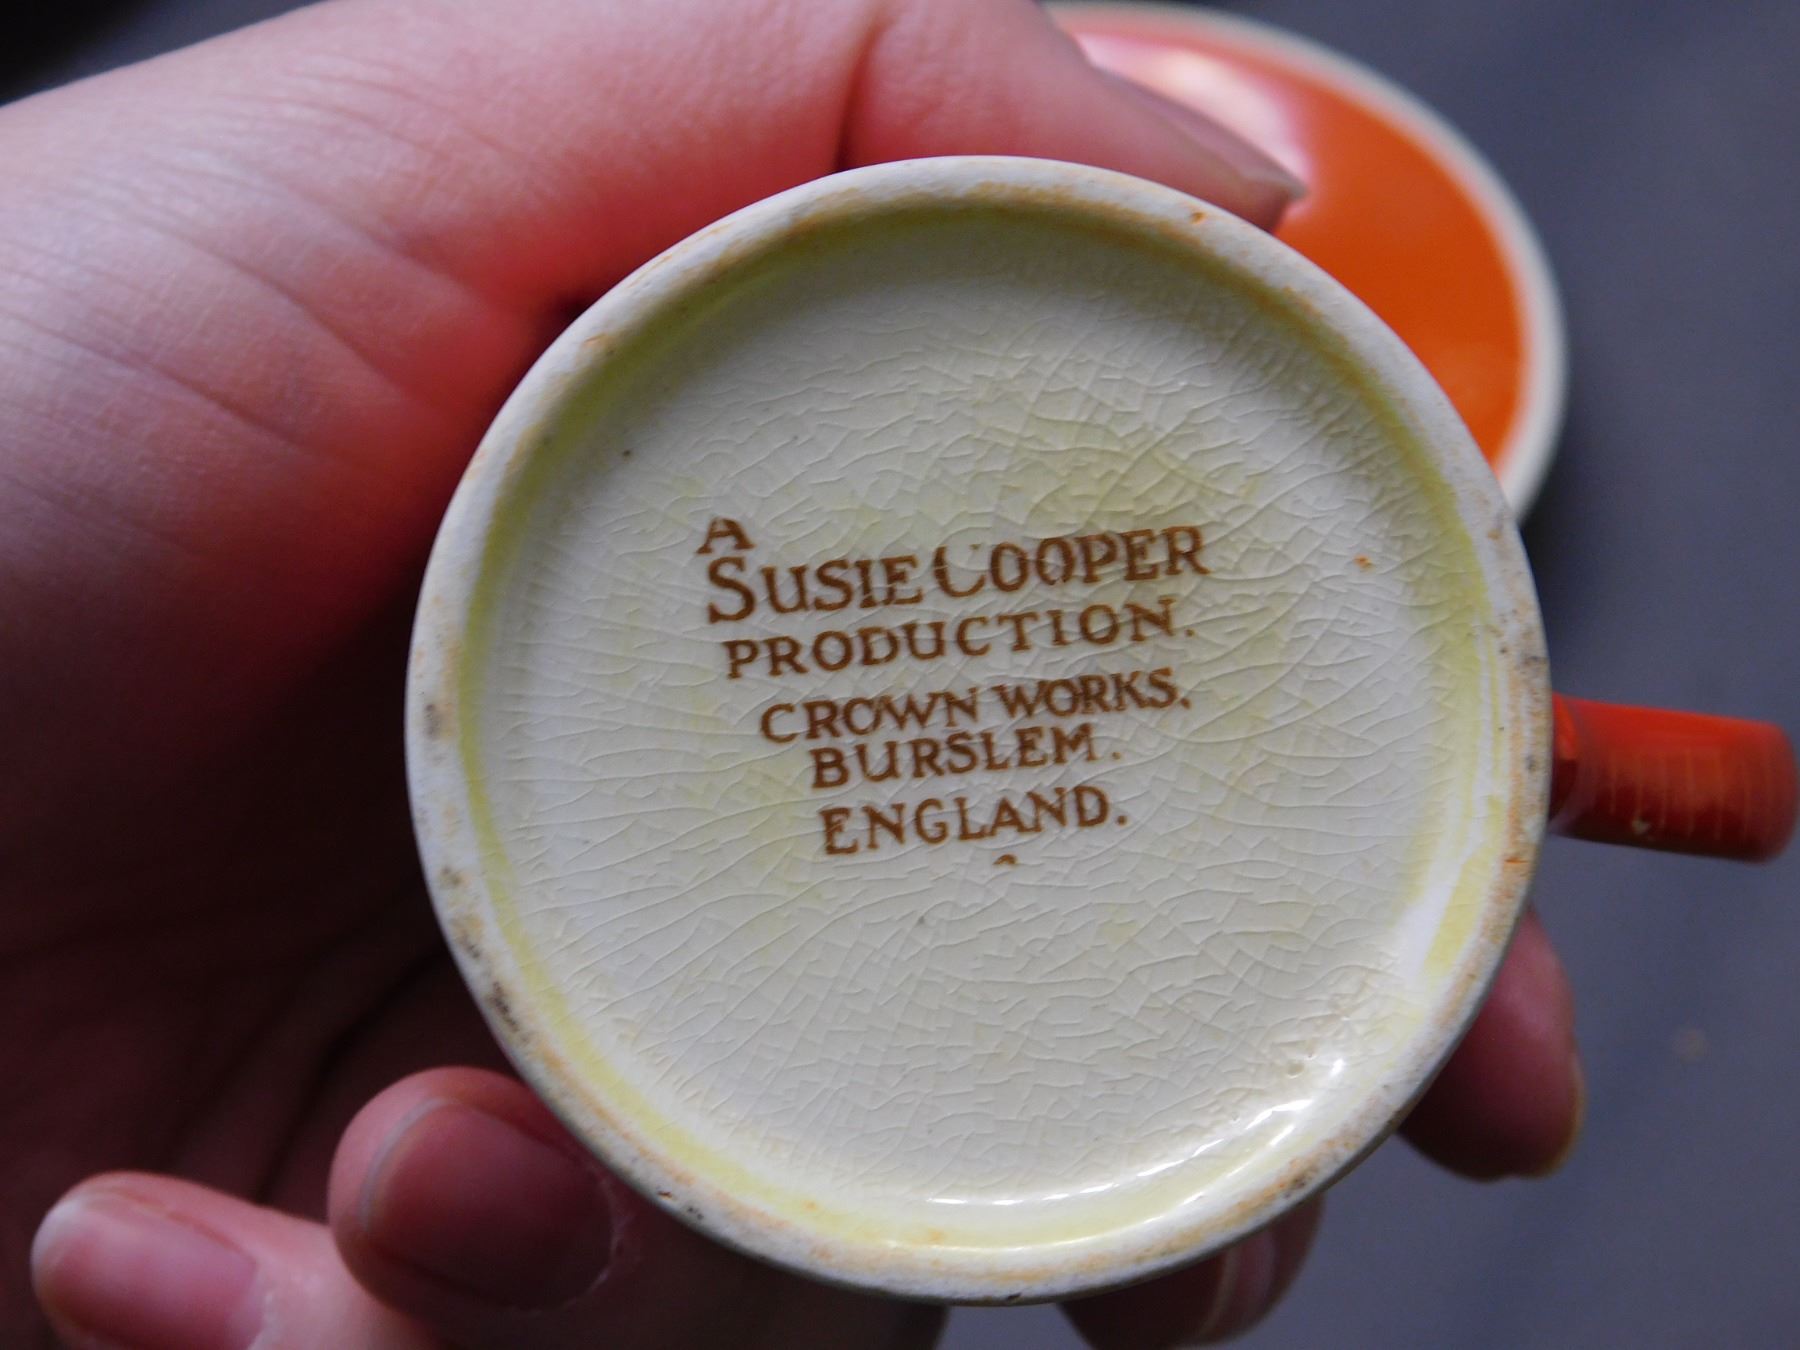 A
SUSIE COOPER
PRODUCTION.
CROWN WORKS,
BURSLEM.
ENGLAND.